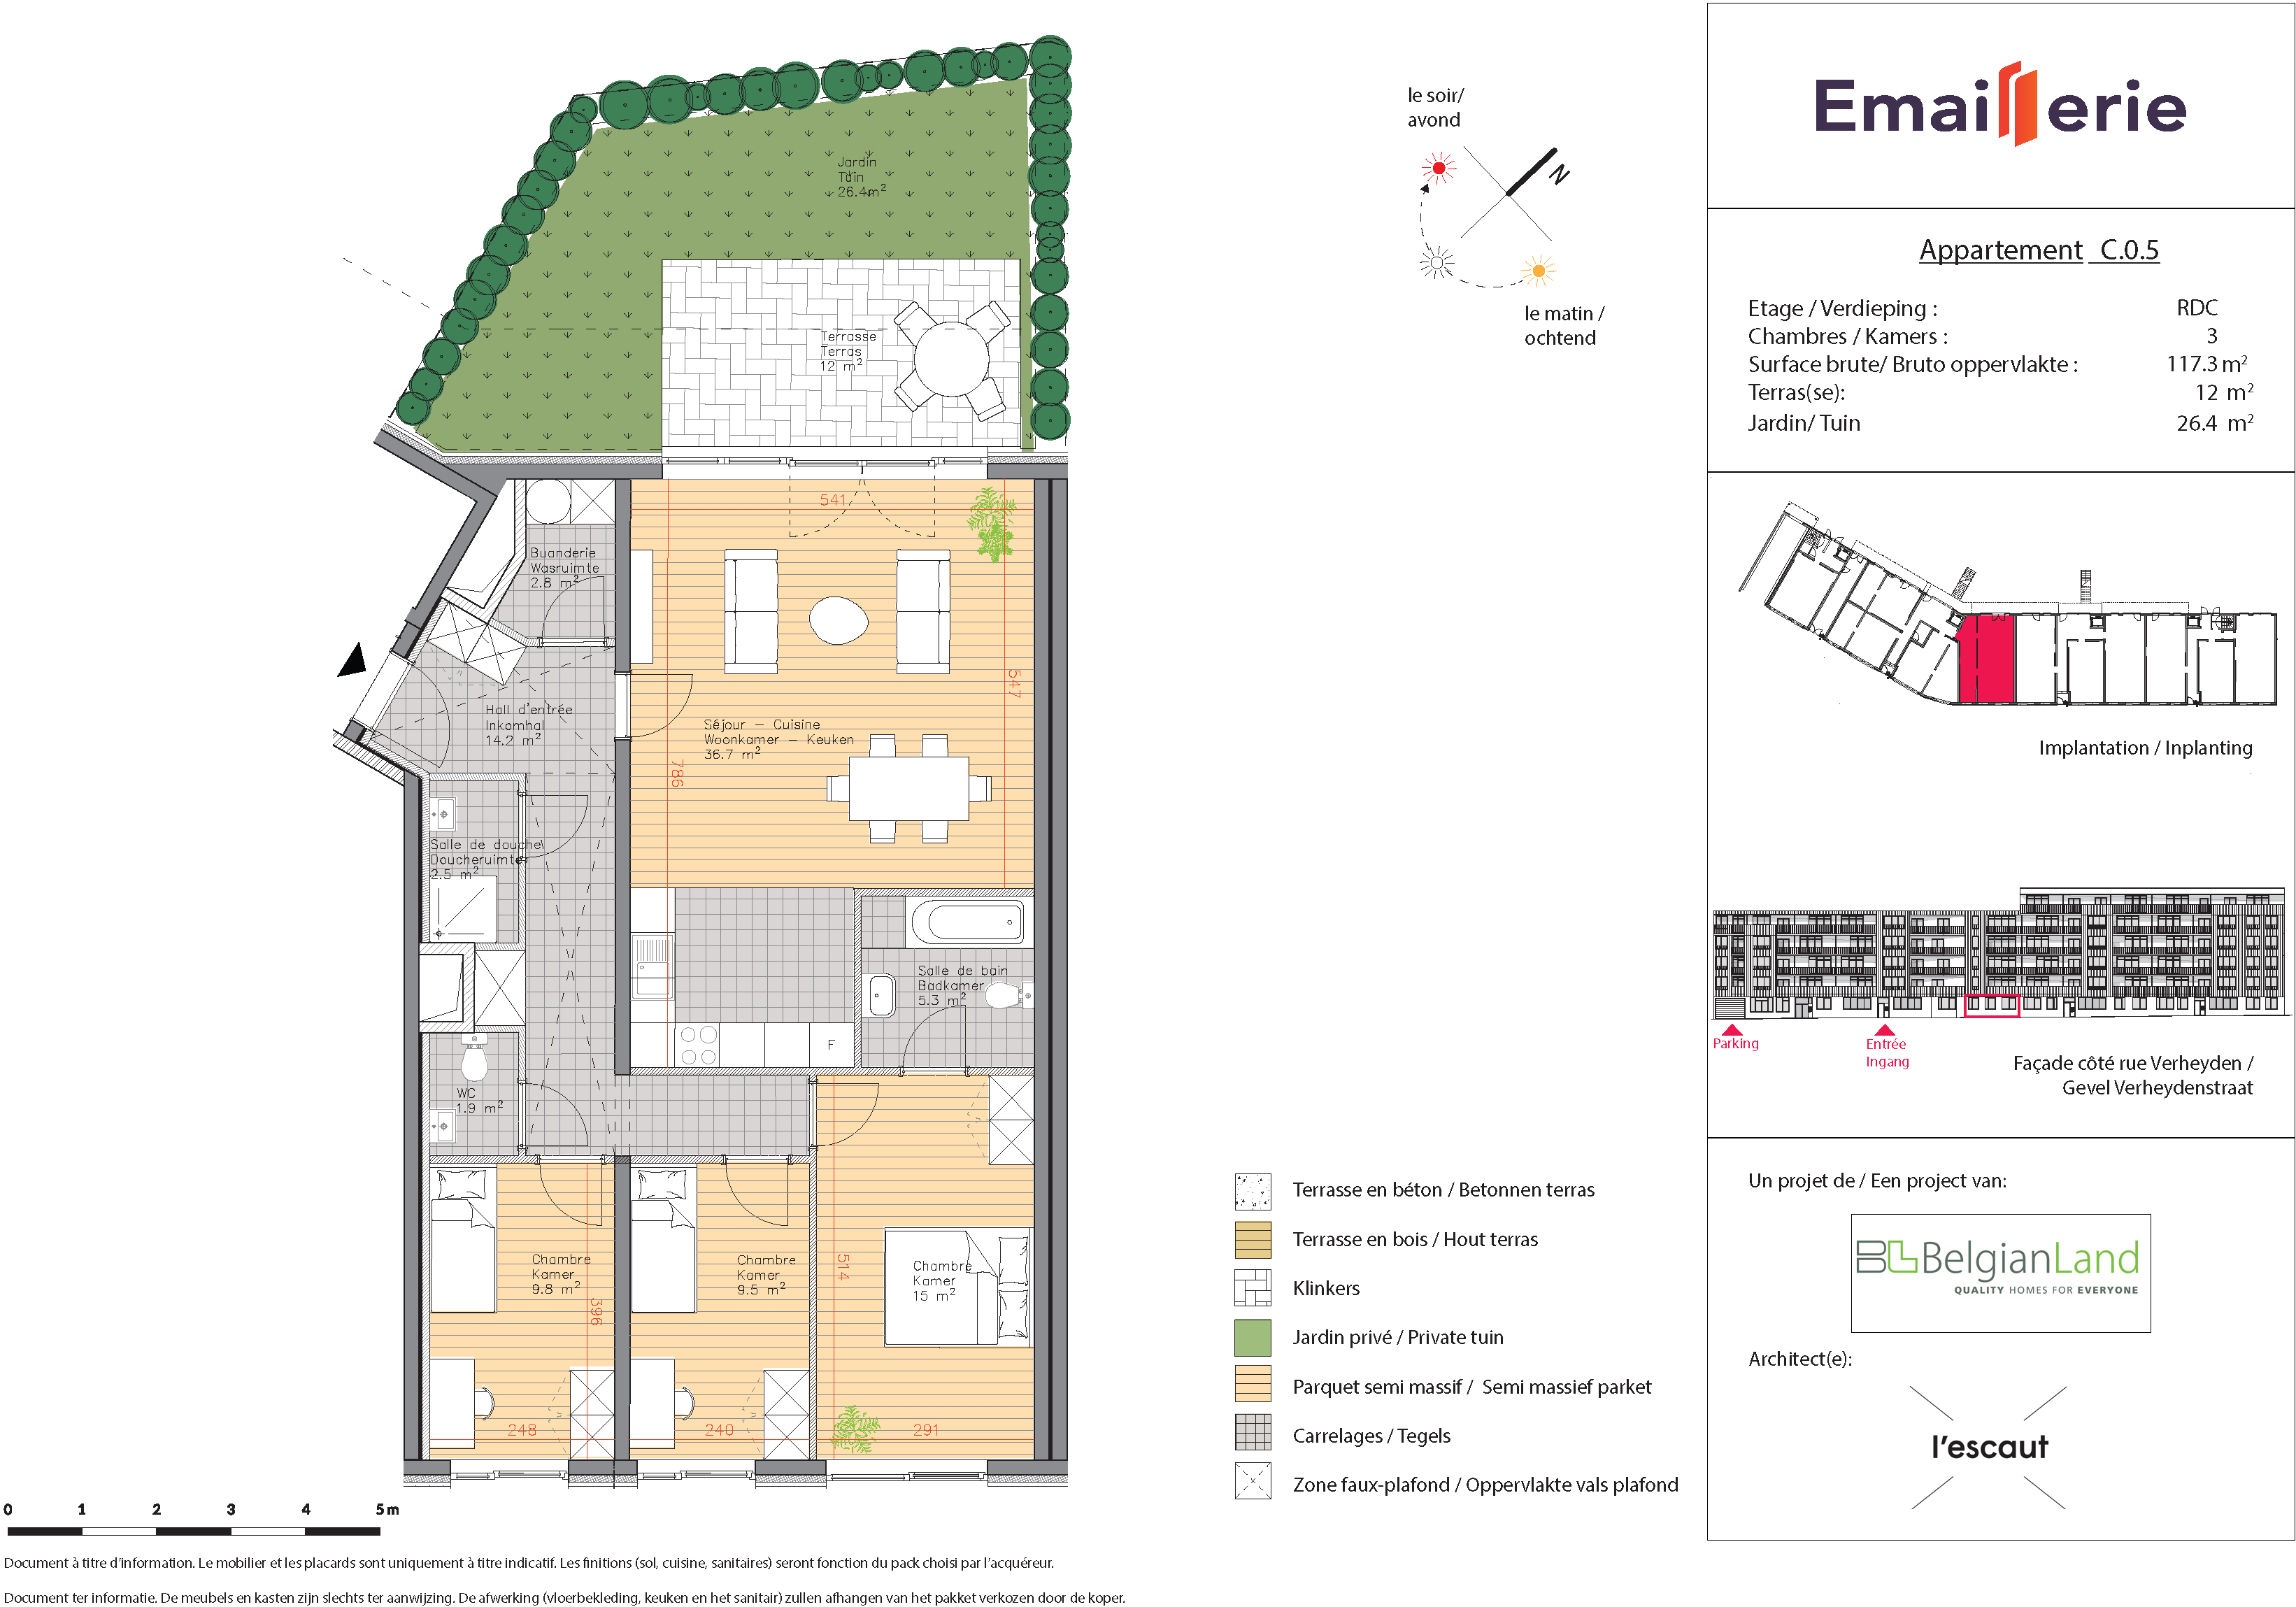 Jardin
Tuin
26.4m²
Terrasse
Terras
12 m²
541
Buanderie
Wasruimte
2.8 m²
547
Hall d'entrée
Inkomhal
14.2 m²
Séjour – Cuisine
Woonkamer – Keuken
36.7 m²
786
Salle de douche
Doucheruimte
2.5 m²
Salle de bain
Badkamer
5.3 m²
F
WC
1.9 m²
Chambre
Kamer
9.8 m²
396
248
Chambre
Kamer
9.5 m²
240
514
Chambre
Kamer
15 m²
291
0 1 2 3 4 5 m
Document à titre d'information. Le mobilier et les placards sont uniquement à titre indicatif. Les finitions (sol, cuisine, sanitaires) seront fonction du pack choisi par l'acquéreur.
Document ter informatie. De meubels en kasten zijn slechts ter aanwijzing. De afwerking (vloerbekleding, keuken en het sanitair) zullen afhangen van het pakket verkozen door de koper.
le soir/
avond
N
le matin /
ochtend
Terrasse en béton / Betonnen terras
Terrasse en bois / Hout terras
Klinkers
Jardin privé / Private tuin
Parquet semi massif / Semi massief parket
Carrelages / Tegels
Zone faux-plafond / Oppervlakte vals plafond
Emaillerie
Appartement C.0.5
Etage / Verdieping : RDC
Chambres / Kamers : 3
Surface brute/ Bruto oppervlakte : 117.3 m²
Terras(se): 12 m²
Jardin/ Tuin 26.4 m²
Implantation / Inplanting
Parking
Entrée
Ingang
Façade côté rue Verheyden /
Gevel Verheydenstraat
Un projet de / Een project van:
BL BelgianLand
QUALITY HOMES FOR EVERYONE
Architect(e):
l'escaut